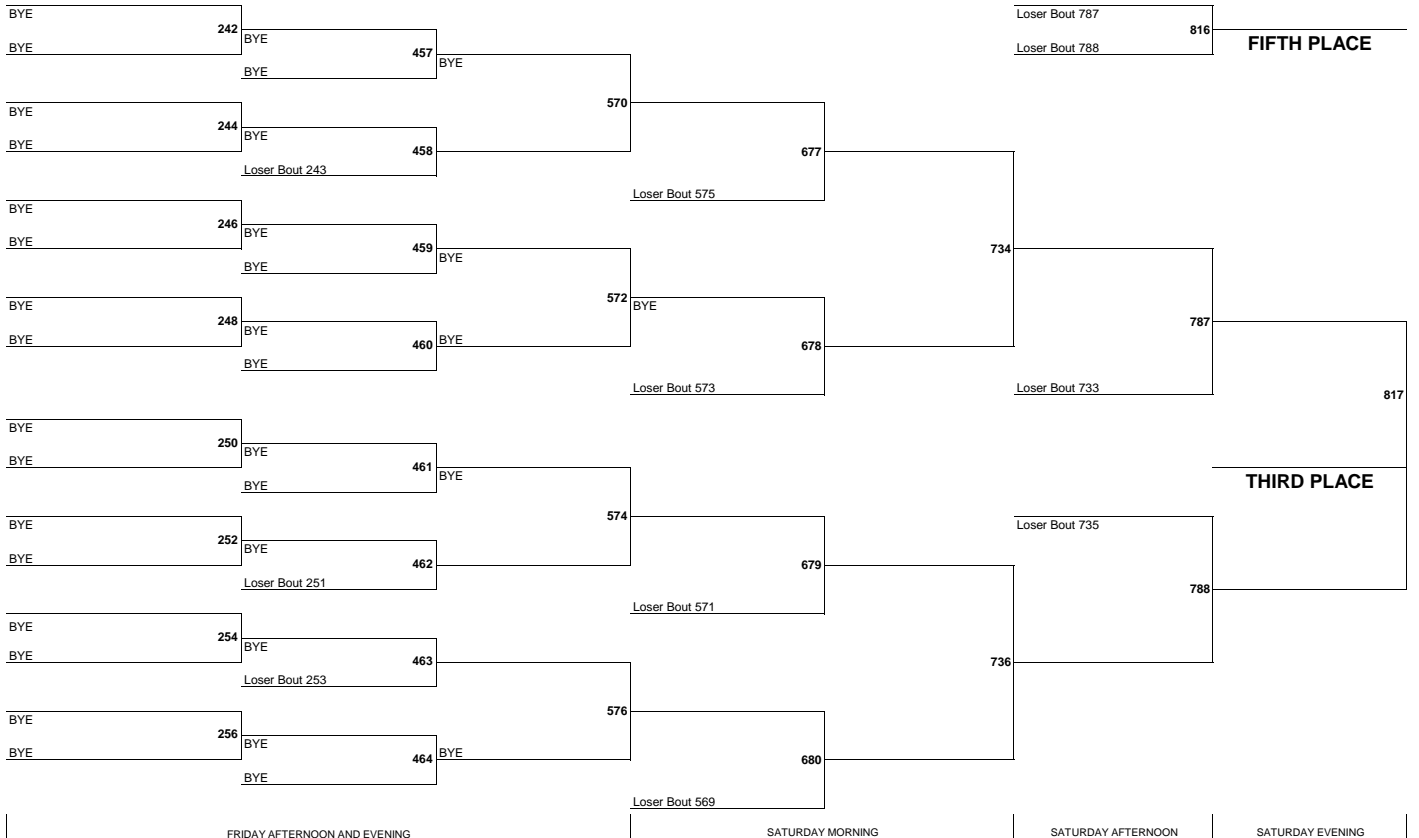 BYE
Loser Bout 787
242
816
BYE
BYE
Loser Bout 788
FIFTH PLACE
457
BYE
BYE
BYE
570
244
BYE
BYE
458
677
Loser Bout 243
Loser Bout 575
BYE
246
BYE
BYE
459
734
BYE
BYE
BYE
572
BYE
248
787
BYE
BYE
460
BYE
678
BYE
Loser Bout 573
Loser Bout 733
817
BYE
250
BYE
BYE
461
BYE
THIRD PLACE
BYE
574
BYE
Loser Bout 735
252
BYE
BYE
462
679
Loser Bout 251
788
Loser Bout 571
BYE
254
BYE
BYE
463
736
Loser Bout 253
576
BYE
256
BYE
BYE
464
BYE
680
BYE
Loser Bout 569
FRIDAY AFTERNOON AND EVENING
SATURDAY MORNING
SATURDAY AFTERNOON
SATURDAY EVENING